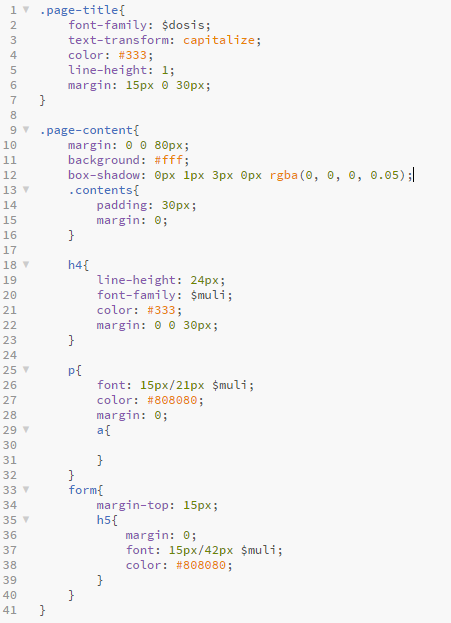 1 .page-title{
2     font-family: $dosis;
3     text-transform: capitalize;
4     color: #333;
5     line-height: 1;
6     margin: 15px 0 30px;
7 }
8
9 .page-content{
10     margin: 0 0 80px;
11     background: #fff;
12     box-shadow: 0px 1px 3px 0px rgba(0, 0, 0, 0.05);
13     .contents{
14         padding: 30px;
15         margin: 0;
16     }
17
18     h4{
19         line-height: 24px;
20         font-family: $muli;
21         color: #333;
22         margin: 0 0 30px;
23     }
24
25     p{
26         font: 15px/21px $muli;
27         color: #808080;
28         margin: 0;
29         a{
30
31         }
32     }
33     form{
34         margin-top: 15px;
35         h5{
36             margin: 0;
37             font: 15px/42px $muli;
38             color: #808080;
39         }
40     }
41 }